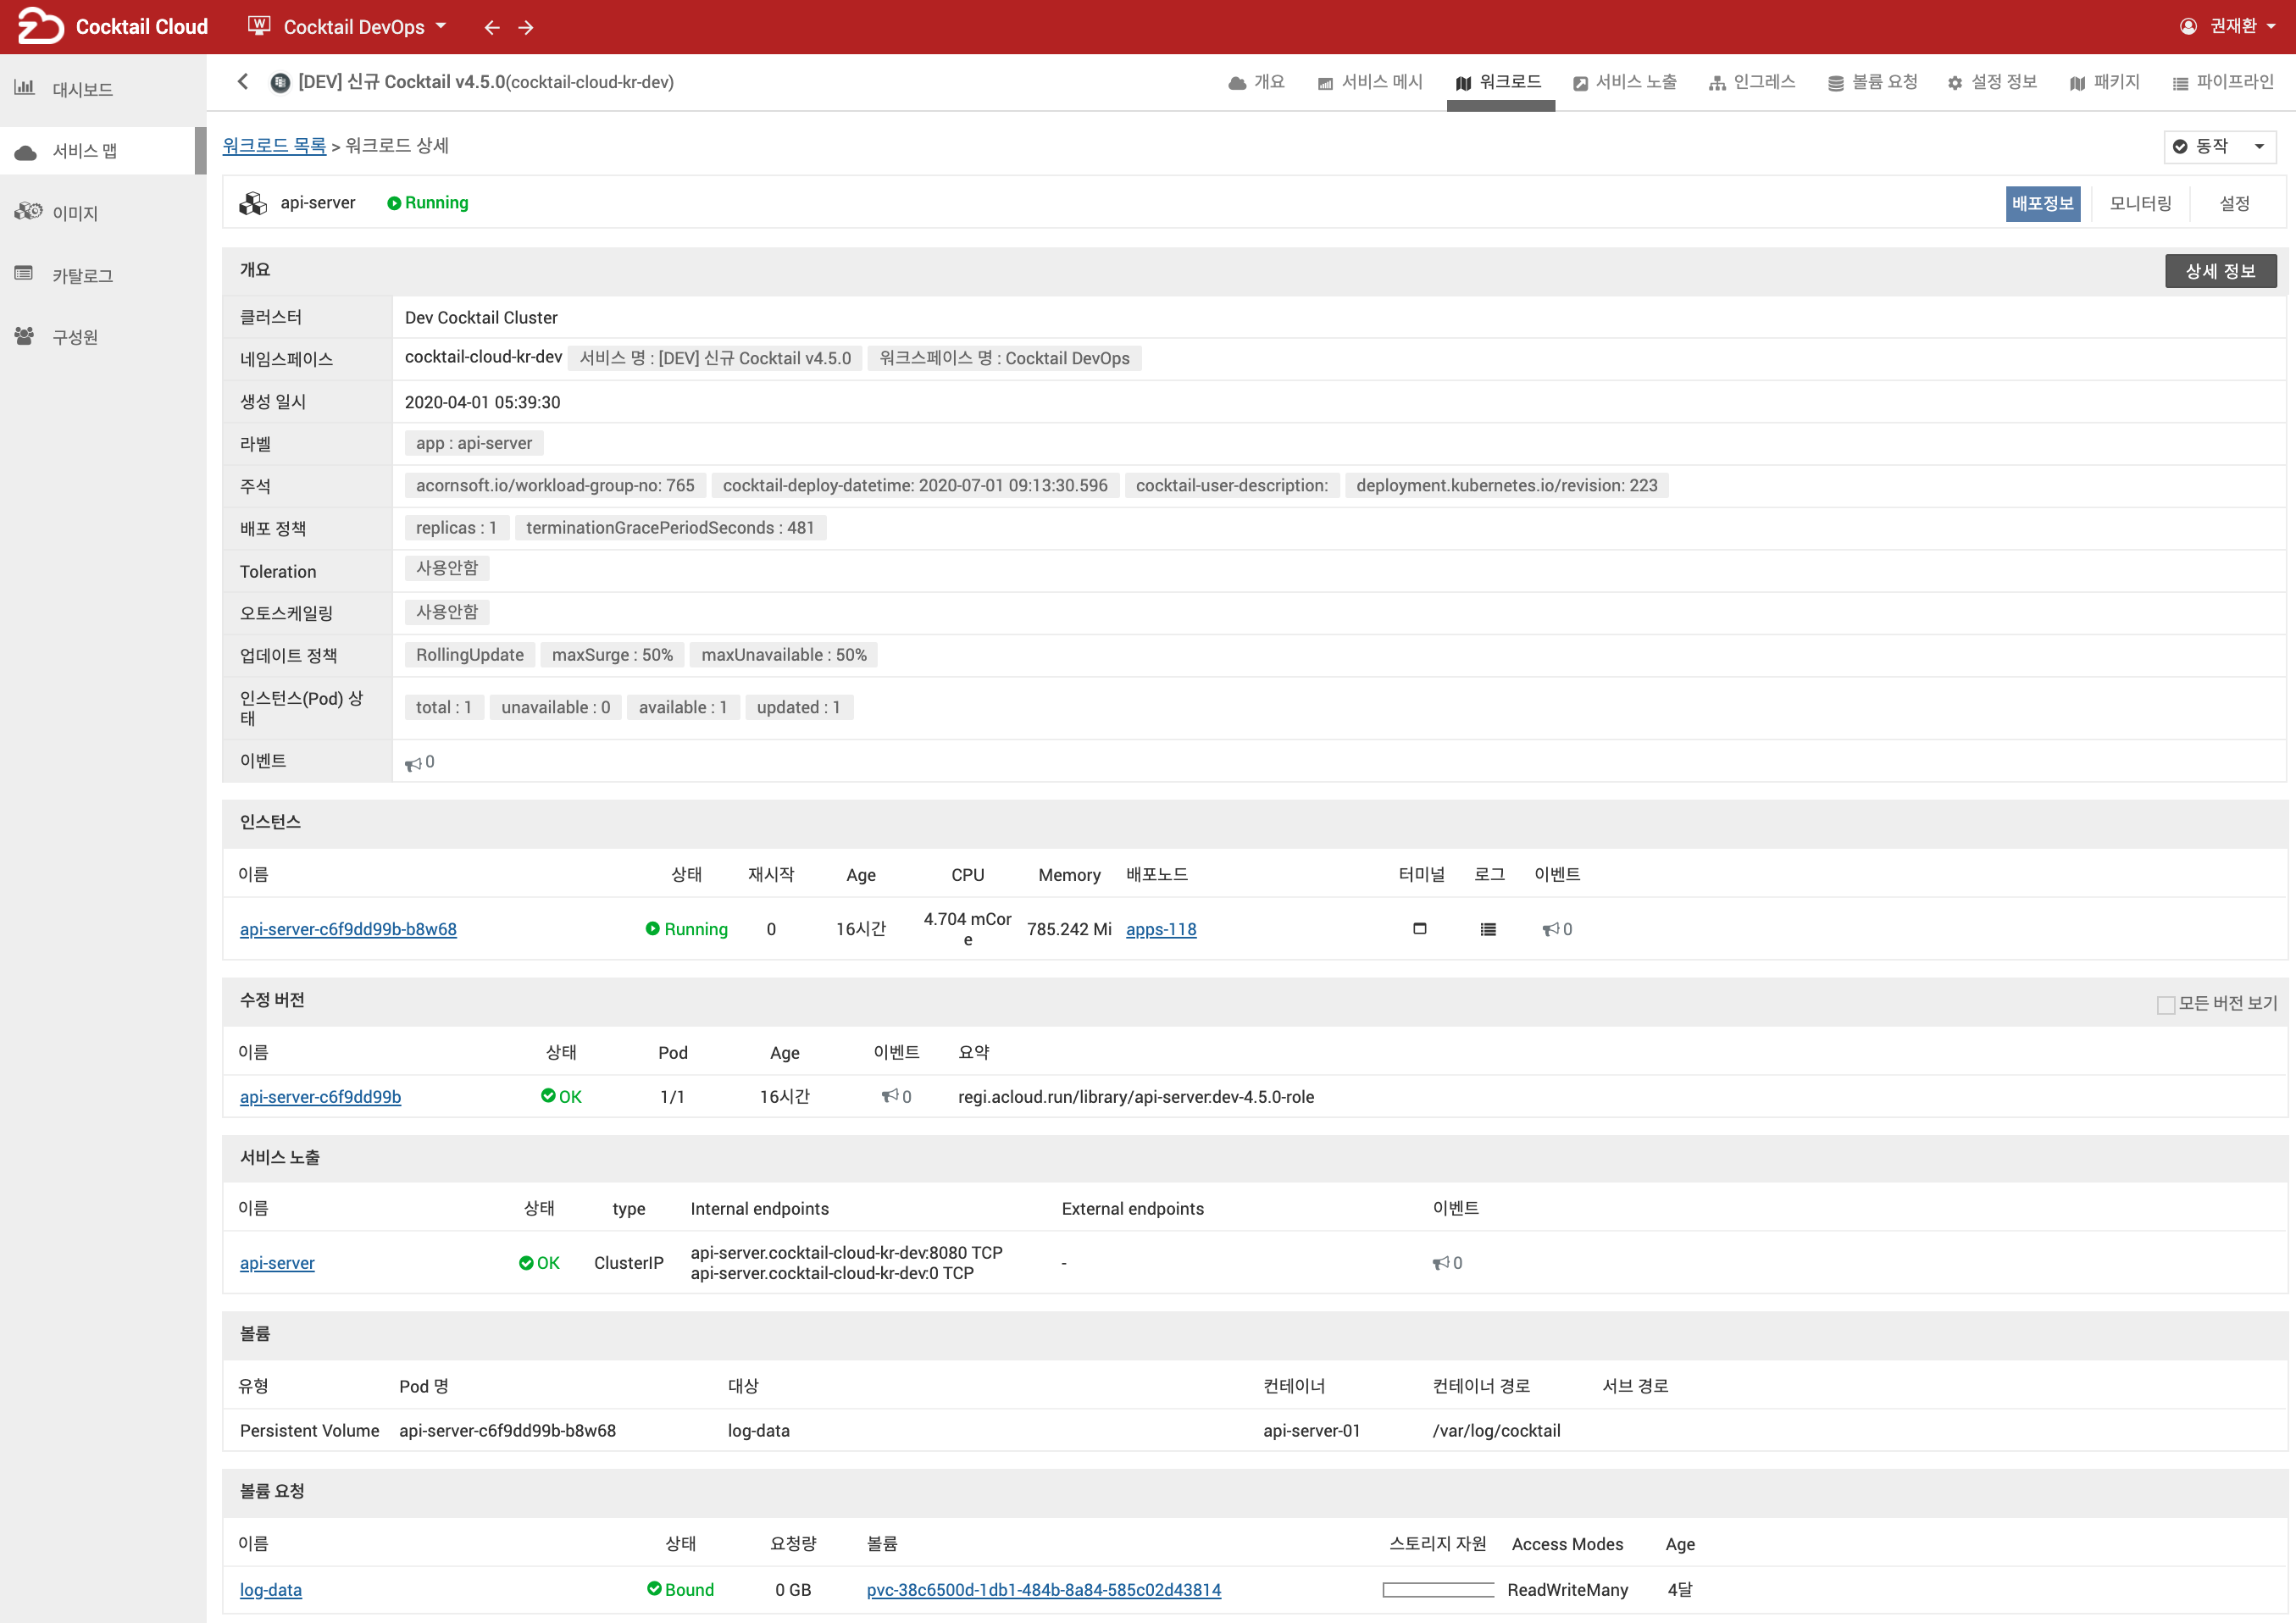 Cocktail Cloud
Cocktail DevOps
권재환
대시보드
서비스 맵
이미지
카탈로그
구성원
[DEV] 신규 Cocktail v4.5.0(cocktail-cloud-kr-dev)
개요 서비스 메시 워크로드 서비스 노출 인그레스 볼륨 요청 설정 정보 패키지 파이프라인
워크로드 목록 > 워크로드 상세
동작
api-server Running
배포정보 모니터링 설정
개요
상세 정보
클러스터 Dev Cocktail Cluster
네임스페이스 cocktail-cloud-kr-dev 서비스 명 : [DEV] 신규 Cocktail v4.5.0 워크스페이스 명 : Cocktail DevOps
생성 일시 2020-04-01 05:39:30
라벨 app : api-server
주석 acornsoft.io/workload-group-no: 765 cocktail-deploy-datetime: 2020-07-01 09:13:30.596 cocktail-user-description: deployment.kubernetes.io/revision: 223
배포 정책 replicas : 1 terminationGracePeriodSeconds : 481
Toleration 사용안함
오토스케일링 사용안함
업데이트 정책 RollingUpdate maxSurge : 50% maxUnavailable : 50%
인스턴스(Pod) 상
태
total : 1 unavailable : 0 available : 1 updated : 1
이벤트 0
인스턴스
이름 상태 재시작 Age CPU Memory 배포노드 터미널 로그 이벤트
api-server-c6f9dd99b-b8w68 Running 0 16시간 4.704 mCor
e
785.242 Mi apps-118 0
수정 버전
모든 버전 보기
이름 상태 Pod Age 이벤트 요약
api-server-c6f9dd99b OK 1/1 16시간 0 regi.acloud.run/library/api-server:dev-4.5.0-role
서비스 노출
이름 상태 type Internal endpoints External endpoints 이벤트
api-server OK ClusterIP api-server.cocktail-cloud-kr-dev:8080 TCP
api-server.cocktail-cloud-kr-dev:0 TCP
- 0
볼륨
유형 Pod 명 대상 컨테이너 컨테이너 경로 서브 경로
Persistent Volume api-server-c6f9dd99b-b8w68 log-data api-server-01 /var/log/cocktail
볼륨 요청
이름 상태 요청량 볼륨 스토리지 자원 Access Modes Age
log-data Bound 0 GB pvc-38c6500d-1db1-484b-8a84-585c02d43814 ReadWriteMany 4달